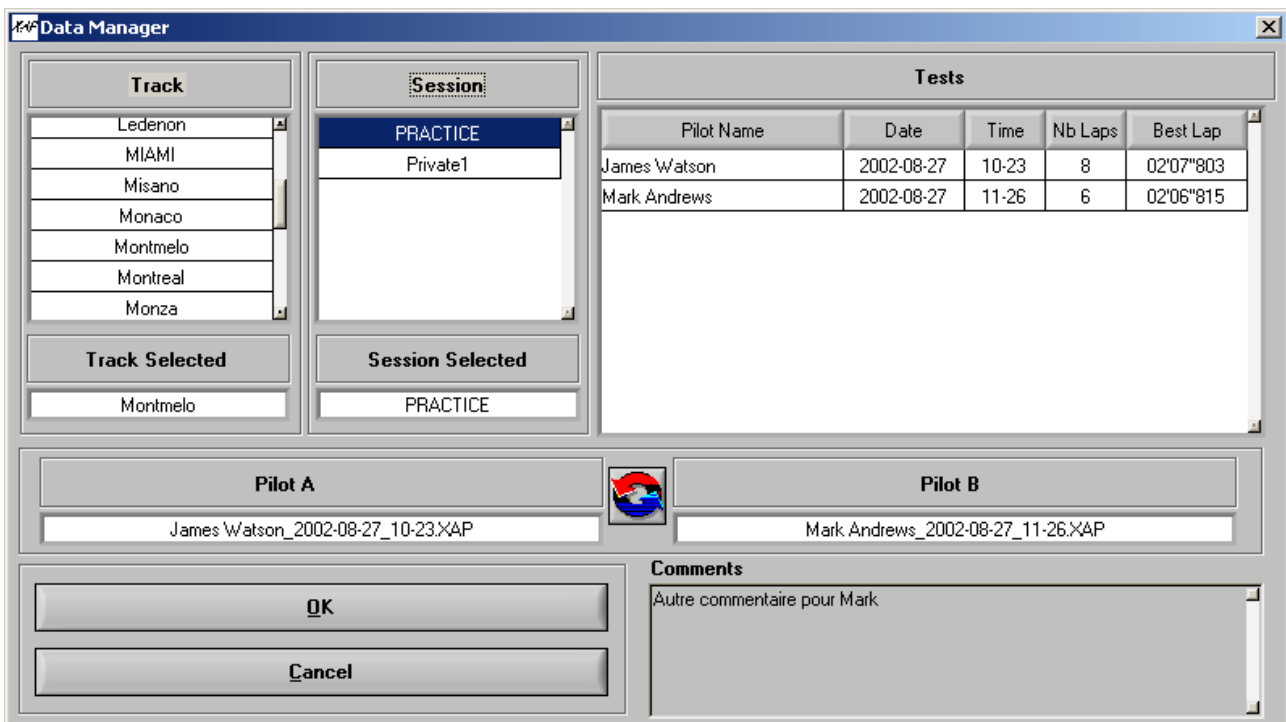 XAP Data Manager
Track
Ledenon
MIAMI
Misano
Monaco
Montmelo
Montreal
Monza
Track Selected
Montmelo
Session
PRACTICE
Private1
Session Selected
PRACTICE
Tests
Pilot Name Date Time Nb Laps Best Lap
James Watson 2002-08-27 10-23 8 02'07"803
Mark Andrews 2002-08-27 11-26 6 02'06"815
Pilot A
James Watson_2002-08-27_10-23.XAP
Pilot B
Mark Andrews_2002-08-27_11-26.XAP
OK
Cancel
Comments
Autre commentaire pour Mark